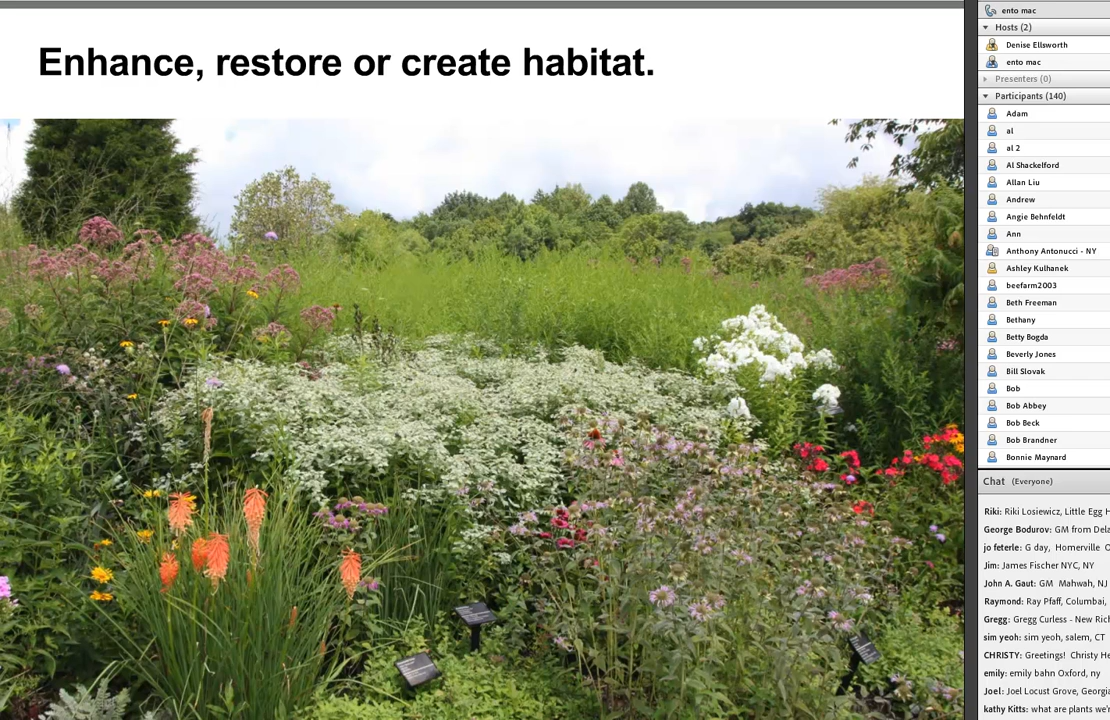 Enhance, restore or create habitat.
ento mac
Hosts (2)
Denise Ellsworth
ento mac
Presenters (0)
Participants (140)
Adam
al
al 2
Al Shackelford
Allan Liu
Andrew
Angie Behnfeldt
Ann
Anthony Antonucci - NY
Ashley Kulhanek
beefarm2003
Beth Freeman
Bethany
Betty Bogda
Beverly Jones
Bill Slovak
Bob
Bob Abbey
Bob Beck
Bob Brandner
Bonnie Maynard
Chat (Everyone)
Riki: Riki Losiewicz, Little Egg H
George Bodurov: GM from Dela
jo feterle: G day, Homerville O
Jim: James Fischer NYC, NY
John A. Gaut: GM Mahwah, NJ
Raymond: Ray Pfaff, Columbai,
Gregg: Gregg Curless - New Rich
sim yeoh: sim yeoh, salem, CT
CHRISTY: Greetings! Christy He
emily: emily bahn Oxford, ny
Joel: Joel Locust Grove, Georgia
kathy Kitts: what are plants we'r